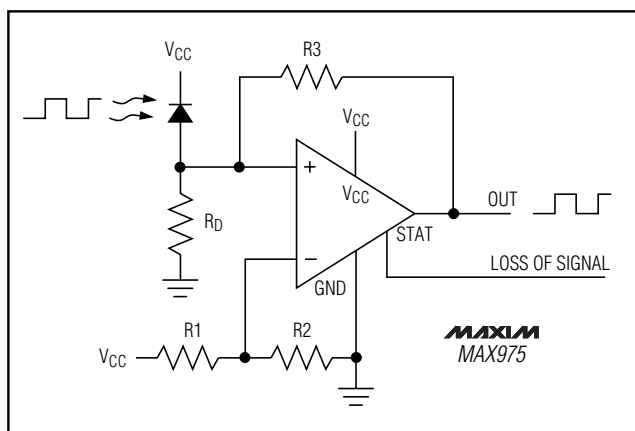 R3
VCC
VCC
+
VCC
RD
OUT
STAT
−
LOSS OF SIGNAL
GND
R1
R2
MAXIM
VCC
MAX975